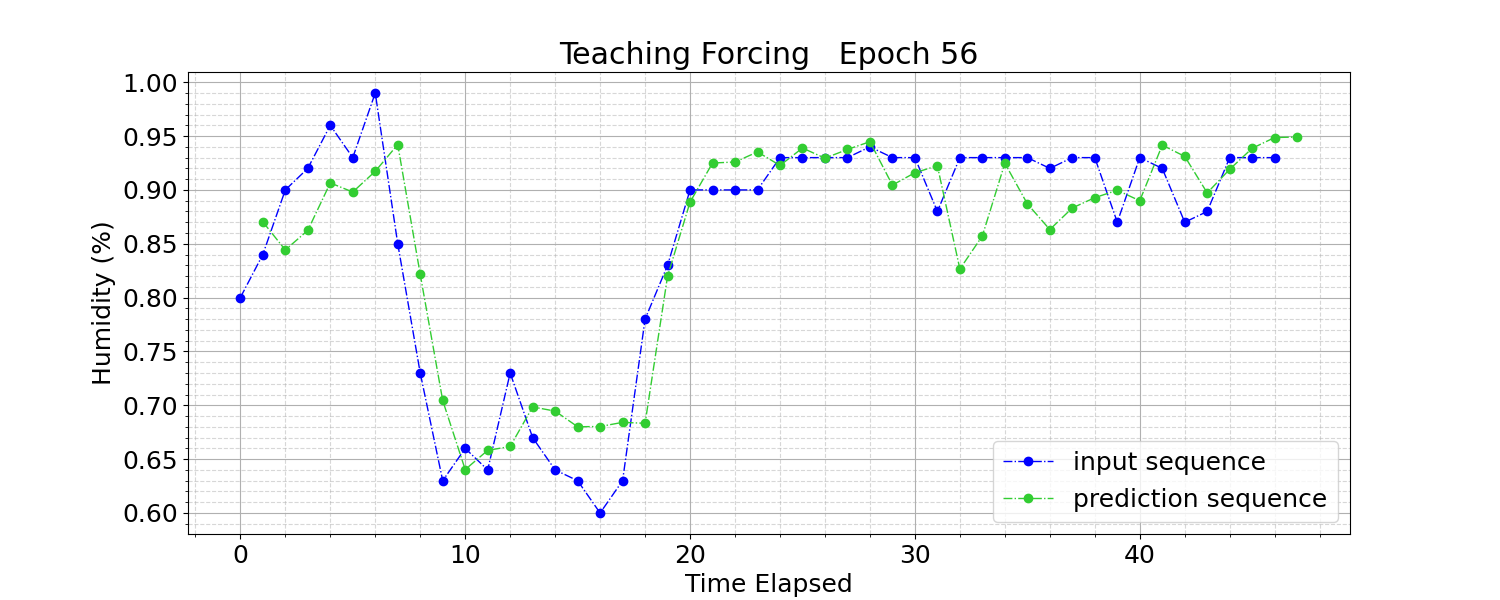 Teaching Forcing   Epoch 56
1.00
0.95
0.90
0.85
0.80
0.75
0.70
0.65
0.60
Humidity (%)
input sequence
prediction sequence
0 10 20 30 40
Time Elapsed